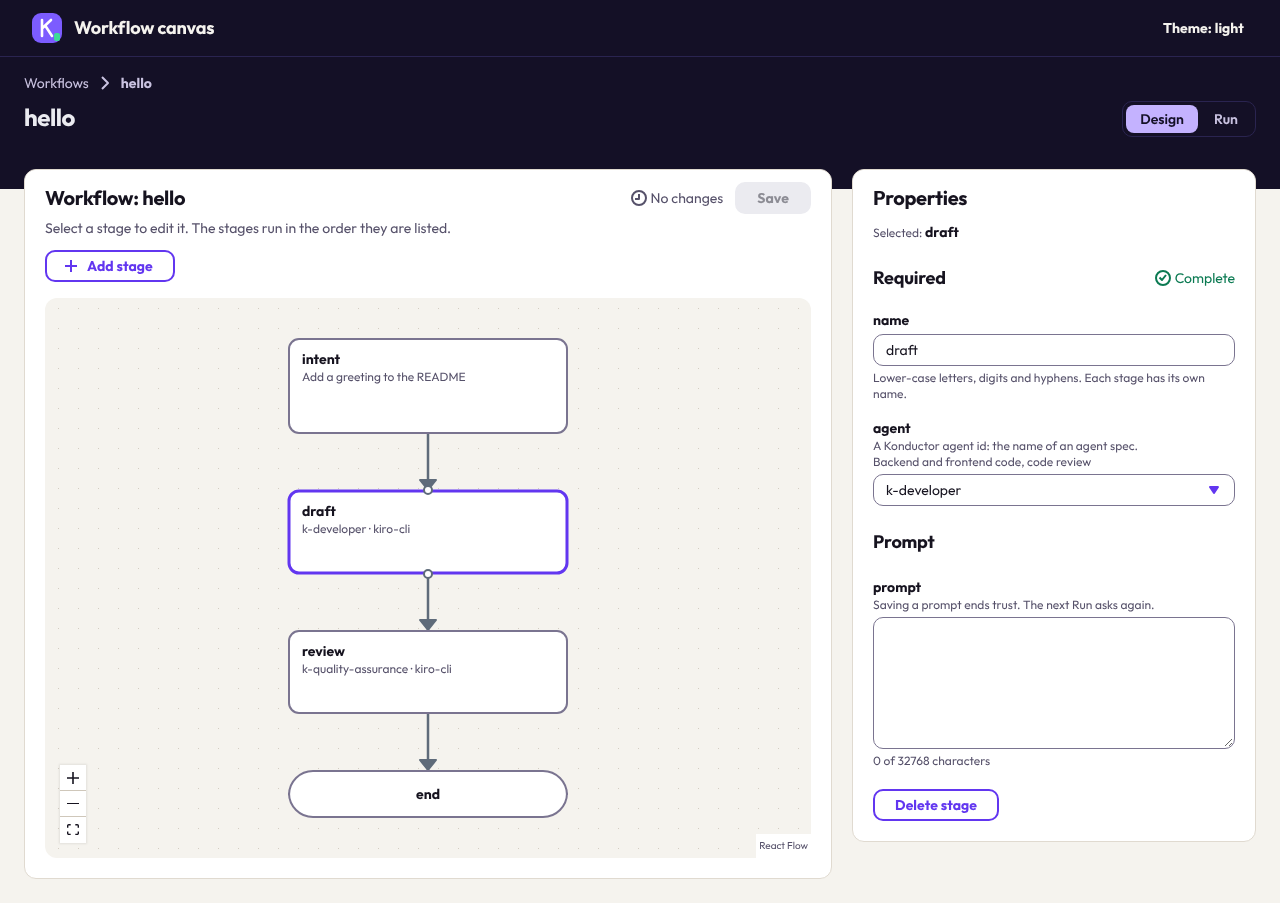 K Workflow canvas
Theme: light
Workflows > hello
hello
Design Run
Workflow: hello
No changes
Save
Select a stage to edit it. The stages run in the order they are listed.
+ Add stage
intent
Add a greeting to the README
draft
k-developer · kiro-cli
review
k-quality-assurance · kiro-cli
end
React Flow
Properties
Selected: draft
Required
Complete
name
draft
Lower-case letters, digits and hyphens. Each stage has its own
name.
agent
A Konductor agent id: the name of an agent spec.
Backend and frontend code, code review
k-developer
Prompt
prompt
Saving a prompt ends trust. The next Run asks again.
0 of 32768 characters
Delete stage